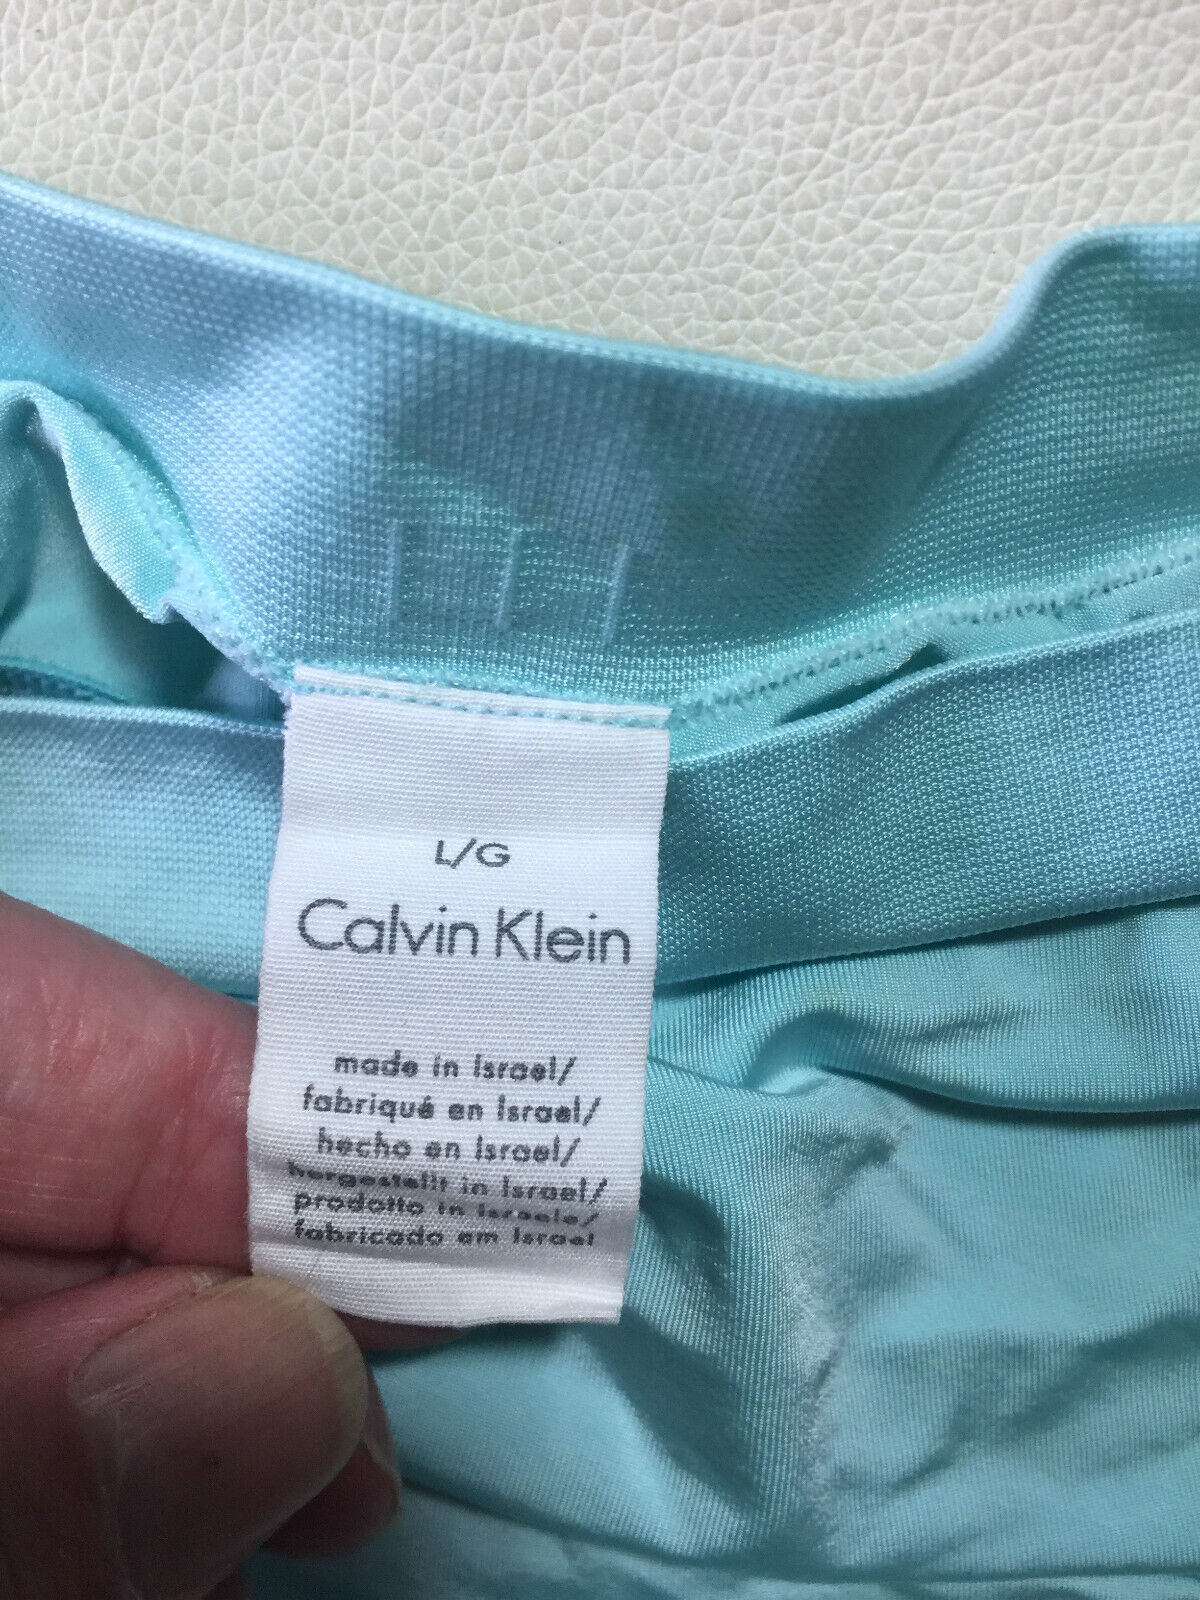 L/G
Calvin Klein
made in Israel/
fabriqué en Israel/
hecho en Israel/
hergestellt in Israel/
prodotto in Israele/
fabricado em Israel